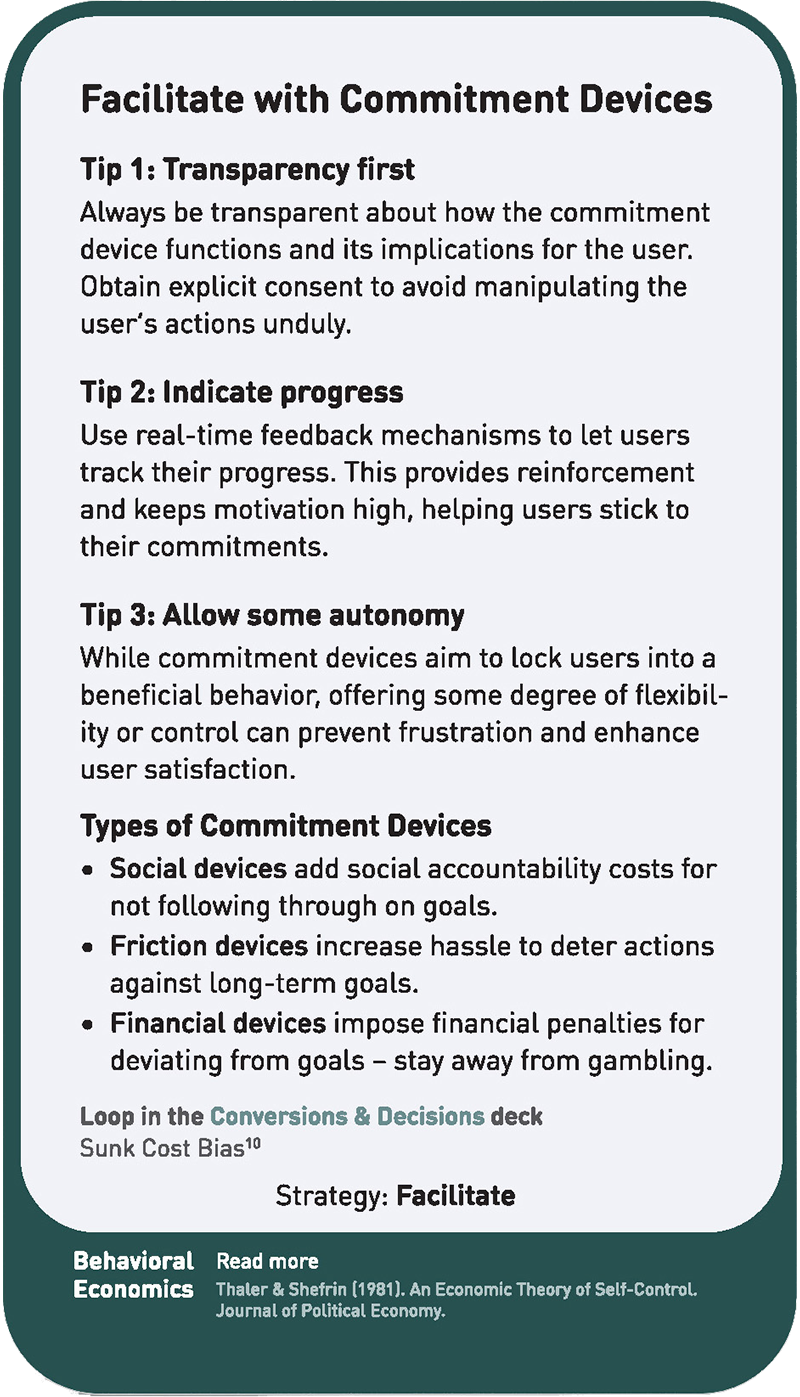 Facilitate with Commitment Devices
Tip 1: Transparency first
Always be transparent about how the commitment
device functions and its implications for the user.
Obtain explicit consent to avoid manipulating the
user's actions unduly.
Tip 2: Indicate progress
Use real-time feedback mechanisms to let users
track their progress. This provides reinforcement
and keeps motivation high, helping users stick to
their commitments.
Tip 3: Allow some autonomy
While commitment devices aim to lock users into a
beneficial behavior, offering some degree of flexibil-
ity or control can prevent frustration and enhance
user satisfaction.
Types of Commitment Devices
• Social devices add social accountability costs for
not following through on goals.
• Friction devices increase hassle to deter actions
against long-term goals.
• Financial devices impose financial penalties for
deviating from goals – stay away from gambling.
Loop in the Conversions & Decisions deck
Sunk Cost Bias¹⁰
Strategy: Facilitate
Behavioral
Economics
Read more
Thaler & Shefrin (1981). An Economic Theory of Self-Control.
Journal of Political Economy.